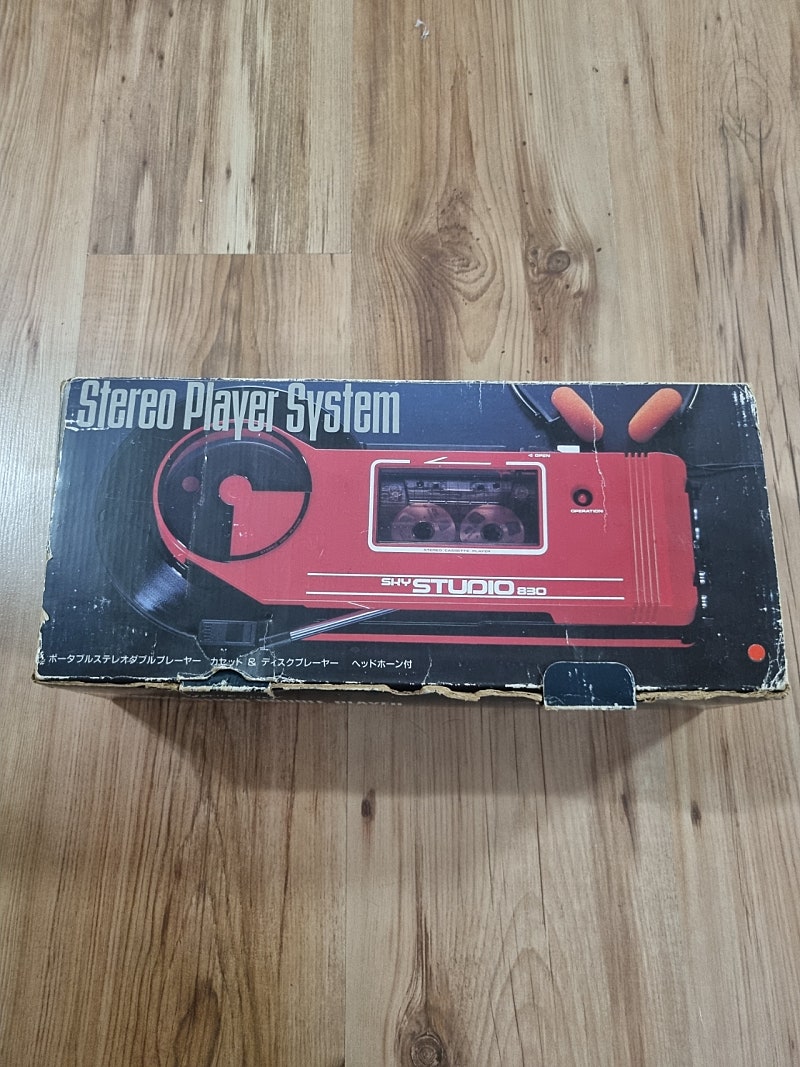 Stereo Player System
◄ OPEN
OPERATION
STEREO CASSETTE PLAYER
SKY STUDIO 830
ポータブルステレオダブルプレーヤー カセット & ディスクプレーヤー ヘッドホーン付
PLAYER